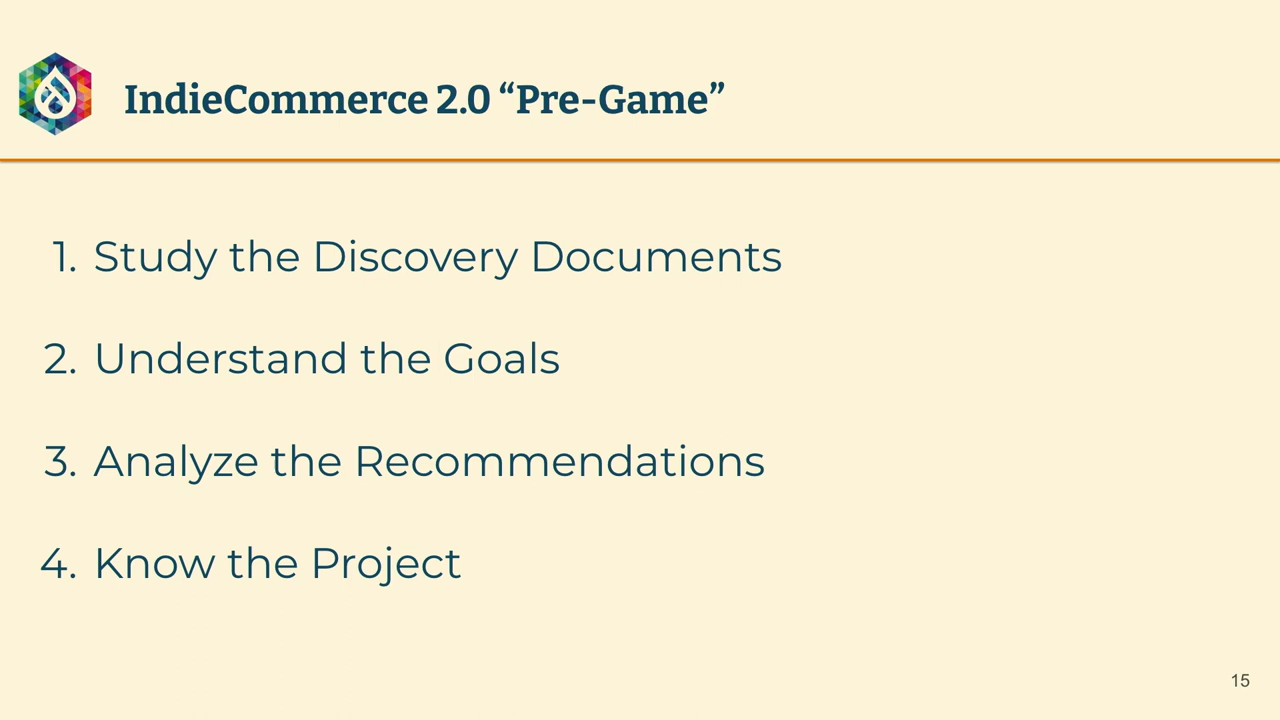 IndieCommerce 2.0 “Pre-Game”
1. Study the Discovery Documents
2. Understand the Goals
3. Analyze the Recommendations
4. Know the Project
15